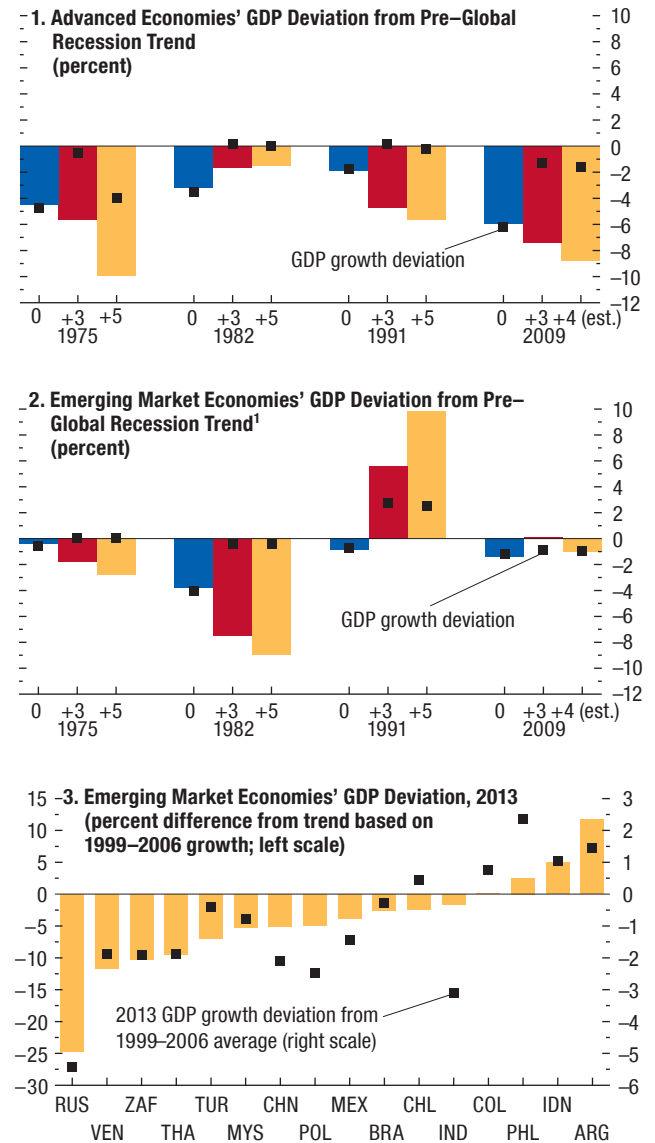 1. Advanced Economies’ GDP Deviation from Pre–Global
Recession Trend
(percent)
10
8
6
4
2
0
–2
–4
–6
–8
–10
–12
GDP growth deviation
0 +3 +5 0 +3 +5 0 +3 +5 0 +3 +4 (est.)
1975 1982 1991 2009
2. Emerging Market Economies’ GDP Deviation from Pre–
Global Recession Trend1
(percent)
10
8
6
4
2
0
–2
–4
–6
–8
–10
–12
GDP growth deviation
0 +3 +5 0 +3 +5 0 +3 +5 0 +3 +4 (est.)
1975 1982 1991 2009
3. Emerging Market Economies’ GDP Deviation, 2013
(percent difference from trend based on
1999–2006 growth; left scale)
15
10
5
0
–5
–10
–15
–20
–25
–30
3
2
1
0
–1
–2
–3
–4
–5
–6
2013 GDP growth deviation from
1999–2006 average (right scale)
RUS ZAF TUR CHN MEX CHL COL IDN
VEN THA MYS POL BRA IND PHL ARG